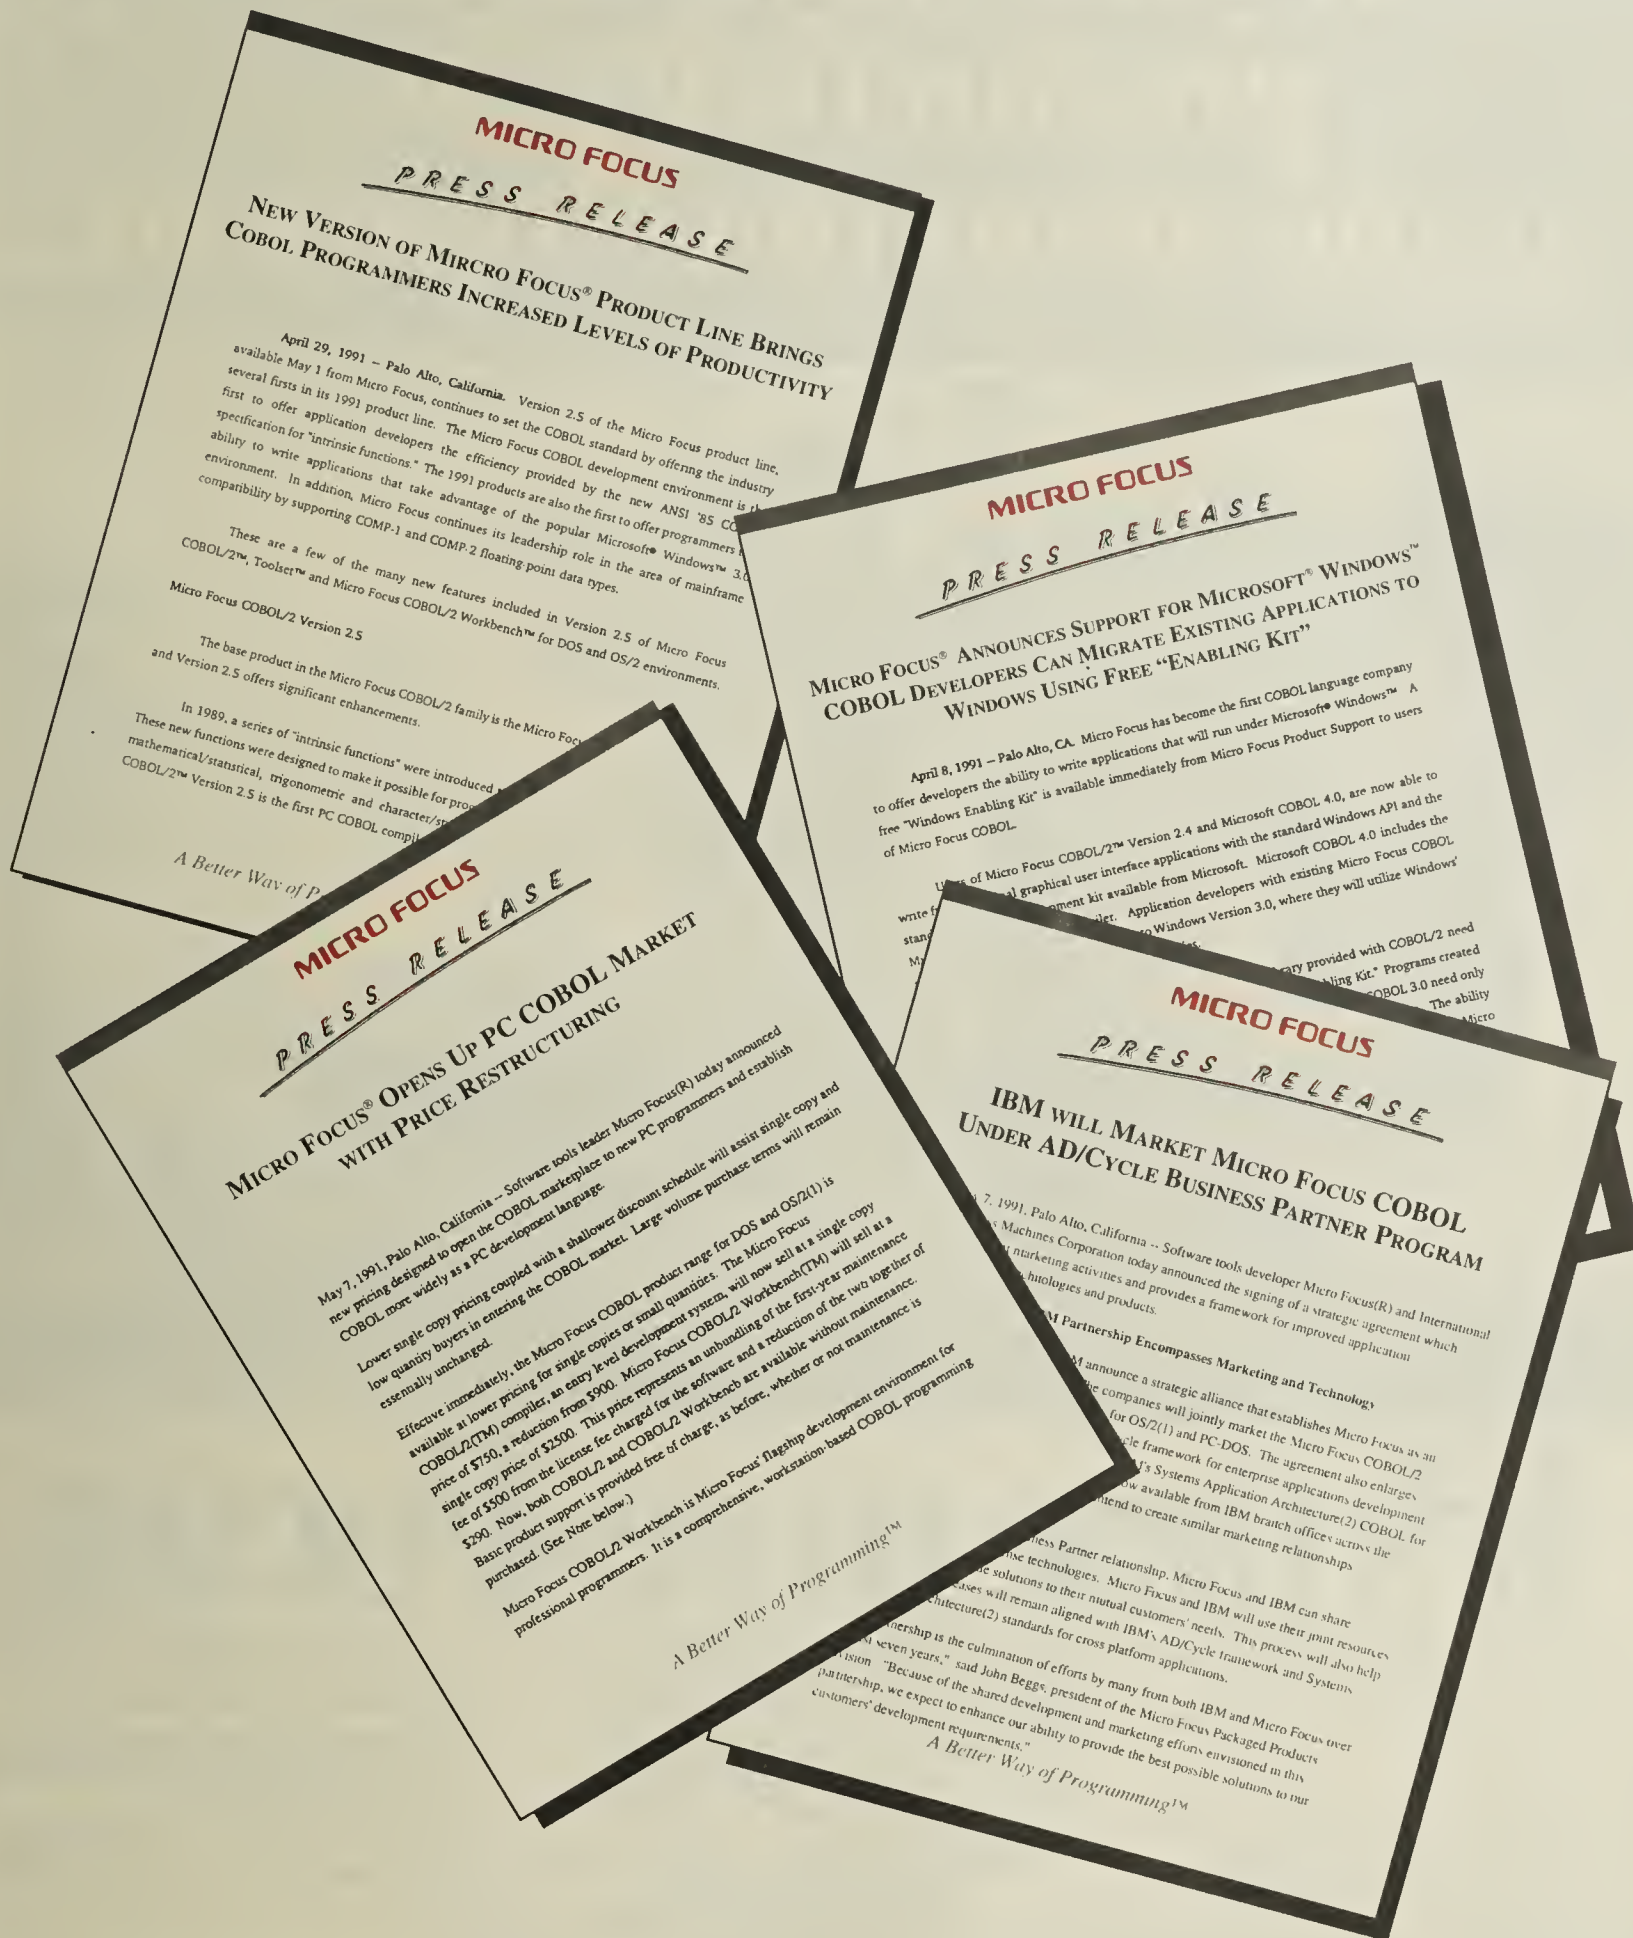 MICRO FOCUS
PRESS RELEASE
NEW VERSION OF MIRCRO FOCUS® PRODUCT LINE BRINGS
COBOL PROGRAMMERS INCREASED LEVELS OF PRODUCTIVITY
April 29, 1991 – Palo Alto, California. Version 2.5 of the Micro Focus product line,
available May 1 from Micro Focus, continues to set the COBOL standard by offering the industry
several firsts in its 1991 product line. The Micro Focus COBOL development environment is
first to offer application developers the efficiency provided by the new ANSI '85
specification for "intrinsic functions." The 1991 products are also the first to offer programmers
ability to write applications that take advantage of the popular Microsoft® Windows™ 3.0
environment. In addition, Micro Focus continues its leadership role in the area of mainframe
compatibility by supporting COMP-1 and COMP-2 floating point data types.
These are a few of the many new features included in Version 2.5 of Micro Focus
COBOL/2™, Toolset™ and Micro Focus COBOL/2 Workbench™ for DOS and OS/2 environments.
Micro Focus COBOL/2 Version 2.5
The base product in the Micro Focus COBOL/2 family is the Micro
and Version 2.5 offers significant enhancements.
In 1989, a series of "intrinsic functions" were introduced
These new functions were designed to make it possible for
mathematical/statistical, trigonometric and
COBOL/2™ Version 2.5 is the first PC COBOL
A Better Way of
MICRO FOCUS
PRESS RELEASE
MICRO FOCUS® ANNOUNCES SUPPORT FOR MICROSOFT® WINDOWS™
COBOL DEVELOPERS CAN MIGRATE EXISTING APPLICATIONS TO
WINDOWS USING FREE “ENABLING KIT”
April 8, 1991 – Palo Alto, CA. Micro Focus has become the first COBOL language company
to offer developers the ability to write applications that will run under Microsoft® Windows™ A
free "Windows Enabling Kit" is available immediately from Micro Focus Product Support to users
of Micro Focus COBOL.
of Micro Focus COBOL/2™ Version 2.4 and Microsoft COBOL 4.0, are now able to
write graphical user interface applications with the standard Windows API and the
kit available from Microsoft. Microsoft COBOL 4.0 includes the
Application developers with existing Micro Focus COBOL
Windows Version 3.0, where they will utilize Windows'
provided with COBOL/2 need
Kit." Programs created
COBOL 3.0 need only
The ability
Micro
MICRO FOCUS
PRESS RELEASE
MICRO FOCUS® OPENS UP PC COBOL MARKET
WITH PRICE RESTRUCTURING
May 7, 1991, Palo Alto, California -- Software tools leader Micro Focus(R) today announced
new pricing designed to open the COBOL marketplace to new PC programmers and establish
COBOL more widely as a PC development language.
Lower single copy pricing coupled with a shallower discount schedule will assist single copy and
low quantity buyers in entering the COBOL market. Large volume purchase terms will remain
essentually unchanged.
Effective immediately, the Micro Focus COBOL product range for DOS and OS/2(1) is
available at lower pricing for single copies or small quantities. The Micro Focus
COBOL/2(TM) compiler, an entry level development system, will now sell at a single copy
price of $750, a reduction from $900. Micro Focus COBOL/2 Workbench(TM) will sell at a
single copy price of $2500. This price represents an unbundling of the first-year maintenance
fee of $500 from the license fee charged for the software and a reduction of the two together of
$290. Now, both COBOL/2 and COBOL/2 Workbench are available without maintenance.
Basic product support is provided free of charge, as before, whether or not maintenance is
purchased. (See Note below.)
Micro Focus COBOL/2 Workbench is Micro Focus' flagship development environment for
professional programmers. It is a comprehensive, workstation-based COBOL programming
A Better Way of Programming™
MICRO FOCUS
PRESS RELEASE
IBM WILL MARKET MICRO FOCUS COBOL
UNDER AD/CYCLE BUSINESS PARTNER PROGRAM
7, 1991, Palo Alto, California -- Software tools developer Micro Focus(R) and International
Machines Corporation today announced the signing of a strategic agreement which
marketing activities and provides a framework for improved application
and products.
Partnership Encompasses Marketing and Technology
announce a strategic alliance that establishes Micro Focus as an
companies will jointly market the Micro Focus COBOL/2
for OS/2(1) and PC-DOS. The agreement also enlarges
framework for enterprise applications development
Systems Application Architecture(2) COBOL for
available from IBM branch offices across the
to create similar marketing relationships
Partner relationship, Micro Focus and IBM can share
technologies. Micro Focus and IBM will use their joint resources
solutions to their mutual customers' needs. This process will also help
will remain aligned with IBM's AD/Cycle framework and Systems
standards for cross platform applications.
is the culmination of efforts by many from both IBM and Micro Focus over
seven years," said John Beggs, president of the Micro Focus Packaged Products
"Because of the shared development and marketing efforts envisioned in this
partnership, we expect to enhance our ability to provide the best possible solutions to our
customers' development requirements."
A Better Way of Programming™